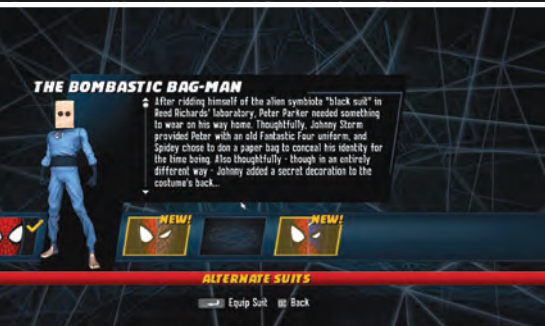 THE BOMBASTIC BAG-MAN
After ridding himself of the alien symbiote "black suit" in
Reed Richards' laboratory, Peter Parker needed something
to wear on his way home. Thoughtfully, Johnny Storm
provided Peter with an old Fantastic Four uniform, and
Spidey chose to don a paper bag to conceal his identity for
the time being. Also thoughtfully - though in an entirely
different way - Johnny added a secret decoration to the
costume's back...
NEW! NEW!
ALTERNATE SUITS
Equip Suit Back